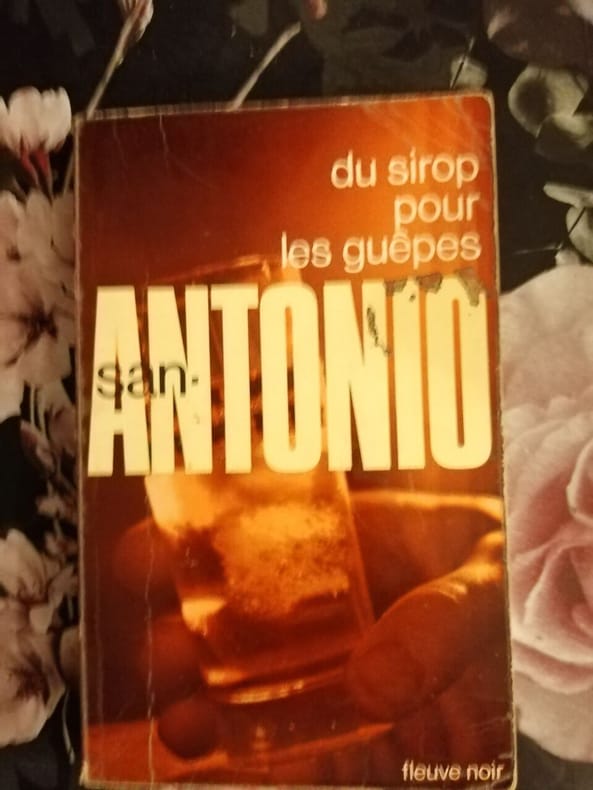 du sirop
pour
les guêpes
san-
ANTONIO
fleuve noir